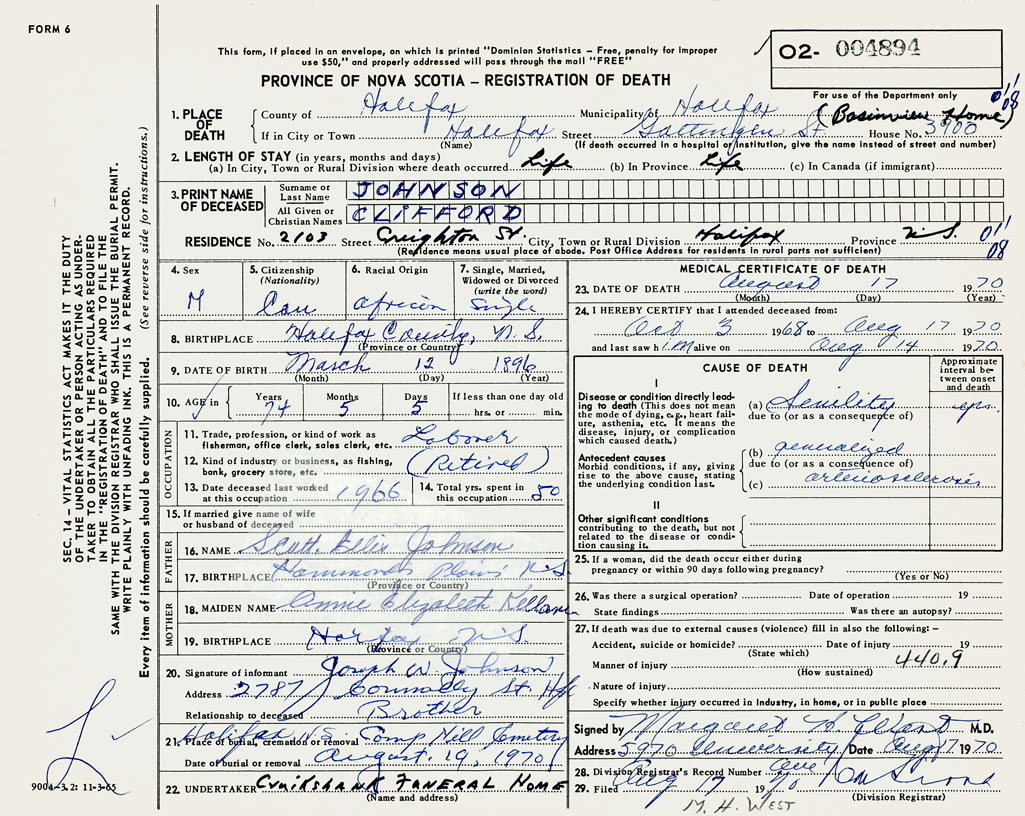 FORM 6
02- 004894
This form, if placed in an envelope, on which is printed "Dominion Statistics – Free, penalty for improper
use $50," and properly addressed will pass through the mail "FREE"
PROVINCE OF NOVA SCOTIA – REGISTRATION OF DEATH
For use of the Department only
01/08
1. PLACE OF DEATH County of Halifax Municipality of Halifax (Basinview Home)
If in City or Town Halifax Street Gottingen St. House No. 3900
(Name) (If death occurred in a hospital or institution, give the name instead of street and number)
2. LENGTH OF STAY (in years, months and days)
(a) In City, Town or Rural Division where death occurred Life (b) In Province Life (c) In Canada (if immigrant)
3. PRINT NAME OF DECEASED Surname or Last Name JOHNSON
All Given or Christian Names CLIFFORD
RESIDENCE No. 2103 Street Creighton St. City, Town or Rural Division Halifax Province N.S. 01/08
(Residence means usual place of abode. Post Office Address for residents in rural parts not sufficient)
4. Sex M
5. Citizenship (Nationality) Can
6. Racial Origin African
7. Single, Married, Widowed or Divorced (write the word) Single
8. BIRTHPLACE Halifax County, N.S.
(Province or Country)
9. DATE OF BIRTH March 12 1896
(Month) (Day) (Year)
10. AGE in Years 74 Months 5 Days 5 If less than one day old hrs. or min.
OCCUPATION
11. Trade, profession, or kind of work as fisherman, office clerk, sales clerk, etc. Laborer
12. Kind of industry or business, as fishing, bank, grocery store, etc. (Retired)
13. Date deceased last worked at this occupation 1966
14. Total yrs. spent in this occupation 50
15. If married give name of wife or husband of deceased
FATHER
16. NAME Scott Ellis Johnson
17. BIRTHPLACE Hammonds Plains N.S.
(Province or Country)
MOTHER
18. MAIDEN NAME Annie Elizabeth
19. BIRTHPLACE N.S.
(Province or Country)
20. Signature of informant Joseph W. Johnson
Address 2787 Connolly St. Hfx
Relationship to deceased Brother
21. Place of burial, cremation or removal Halifax N.S. Camp Hill Cemetery
Date of burial or removal August 19, 1970
22. UNDERTAKER Cruikshank FUNERAL HOME
(Name and address)
MEDICAL CERTIFICATE OF DEATH
23. DATE OF DEATH August 17 1970
(Month) (Day) (Year)
24. I HEREBY CERTIFY that I attended deceased from:
Oct 3 1968 to Aug 17 1970
and last saw him alive on Aug 14 1970.
CAUSE OF DEATH
Approximate interval between onset and death
I
Disease or condition directly leading to death (This does not mean the mode of dying, e.g., heart failure, asthenia, etc. It means the disease, injury, or complication which caused death.)
(a) Senility yrs.
due to (or as a consequence of)
Antecedent causes
Morbid conditions, if any, giving rise to the above cause, stating the underlying condition last.
(b) generalized
due to (or as a consequence of)
(c) arteriosclerosis
II
Other significant conditions
contributing to the death, but not related to the disease or condition causing it.
25. If a woman, did the death occur either during
pregnancy or within 90 days following pregnancy?
(Yes or No)
26. Was there a surgical operation? Date of operation 19
State findings Was there an autopsy?
27. If death was due to external causes (violence) fill in also the following: –
Accident, suicide or homicide? Date of injury 19
(State which)
Manner of injury 440.9
(How sustained)
Nature of injury
Specify whether injury occurred in Industry, in home, or in public place
Signed by Margaret H. M.D.
Address 5970 University Ave Date Aug 17 1970
28. Division Registrar's Record Number
29. Filed Aug 17 1970
(Division Registrar)
M. H. WEST
SEC. 14 – VITAL STATISTICS ACT MAKES IT THE DUTY
OF THE UNDERTAKER OR PERSON ACTING AS UNDERTAKER
TO OBTAIN ALL THE PARTICULARS REQUIRED
IN THE "REGISTRATION OF DEATH" AND TO FILE THE
SAME WITH THE DIVISION REGISTRAR WHO SHALL ISSUE THE BURIAL PERMIT.
WRITE PLAINLY WITH UNFADING INK. THIS IS A PERMANENT RECORD.
Every item of information should be carefully supplied. (See reverse side for instructions.)
9004-3.2: 11-3-65